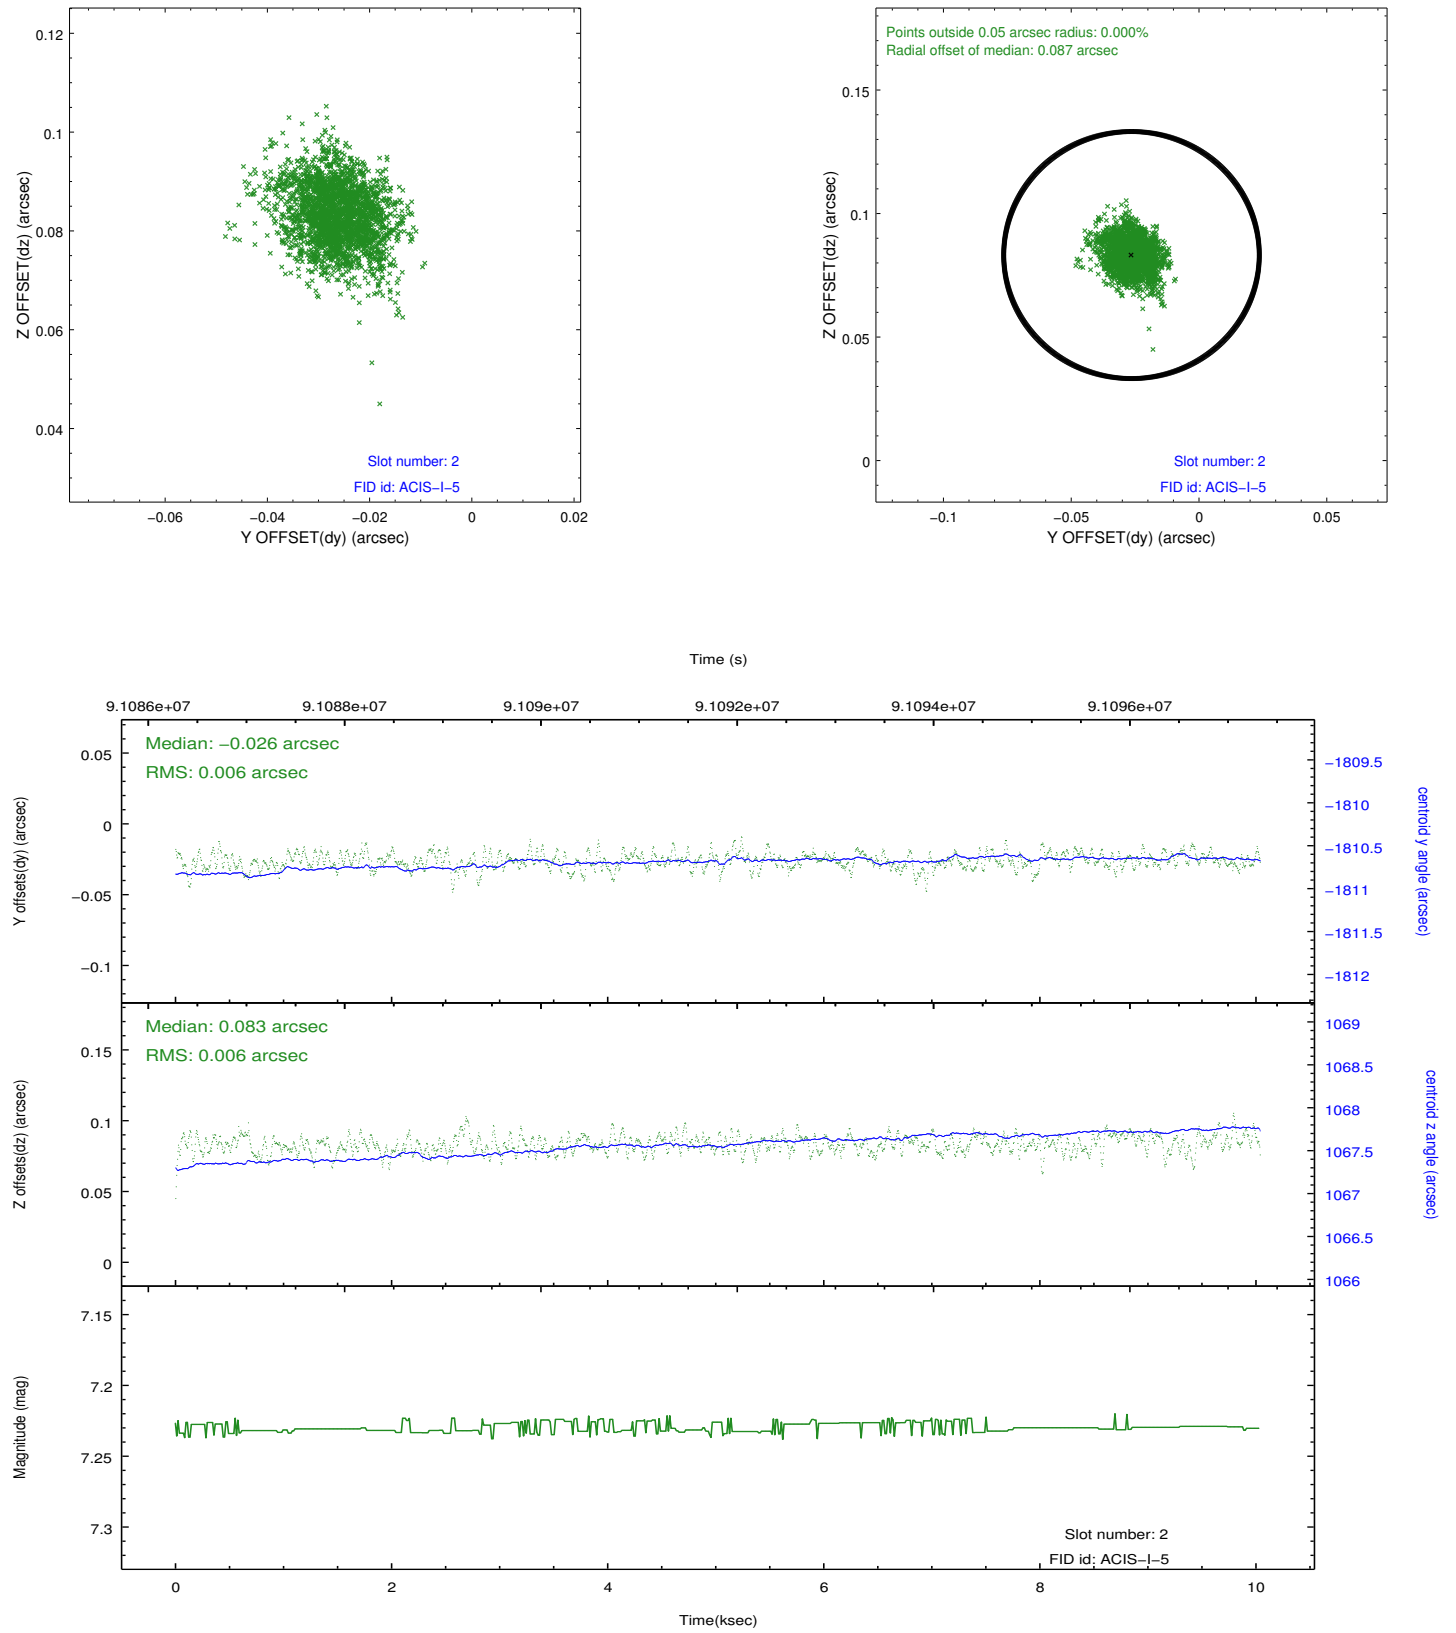 0.12
0.1
0.08
0.06
0.04
Z OFFSET(dz) (arcsec)
−0.06
−0.04
−0.02
0
0.02
Y OFFSET(dy) (arcsec)
Slot number: 2
FID id: ACIS−I−5
Points outside 0.05 arcsec radius: 0.000%
Radial offset of median: 0.087 arcsec
0.15
0.1
0.05
0
Z OFFSET(dz) (arcsec)
Slot number: 2
FID id: ACIS−I−5
−0.1
−0.05
0
0.05
Y OFFSET(dy) (arcsec)
Time (s)
9.1086e+07
9.1088e+07
9.109e+07
9.1092e+07
9.1094e+07
9.1096e+07
Median: −0.026 arcsec
RMS: 0.006 arcsec
0.05
0
−0.05
−0.1
Y offsets(dy) (arcsec)
−1809.5
−1810
−1810.5
−1811
−1811.5
−1812
centroid y angle (arcsec)
Median: 0.083 arcsec
RMS: 0.006 arcsec
0.15
0.1
0.05
0
Z offsets(dz) (arcsec)
1069
1068.5
1068
1067.5
1067
1066.5
1066
centroid z angle (arcsec)
7.15
7.2
7.25
7.3
Magnitude (mag)
Slot number: 2
FID id: ACIS−I−5
0
2
4
6
8
10
Time(ksec)